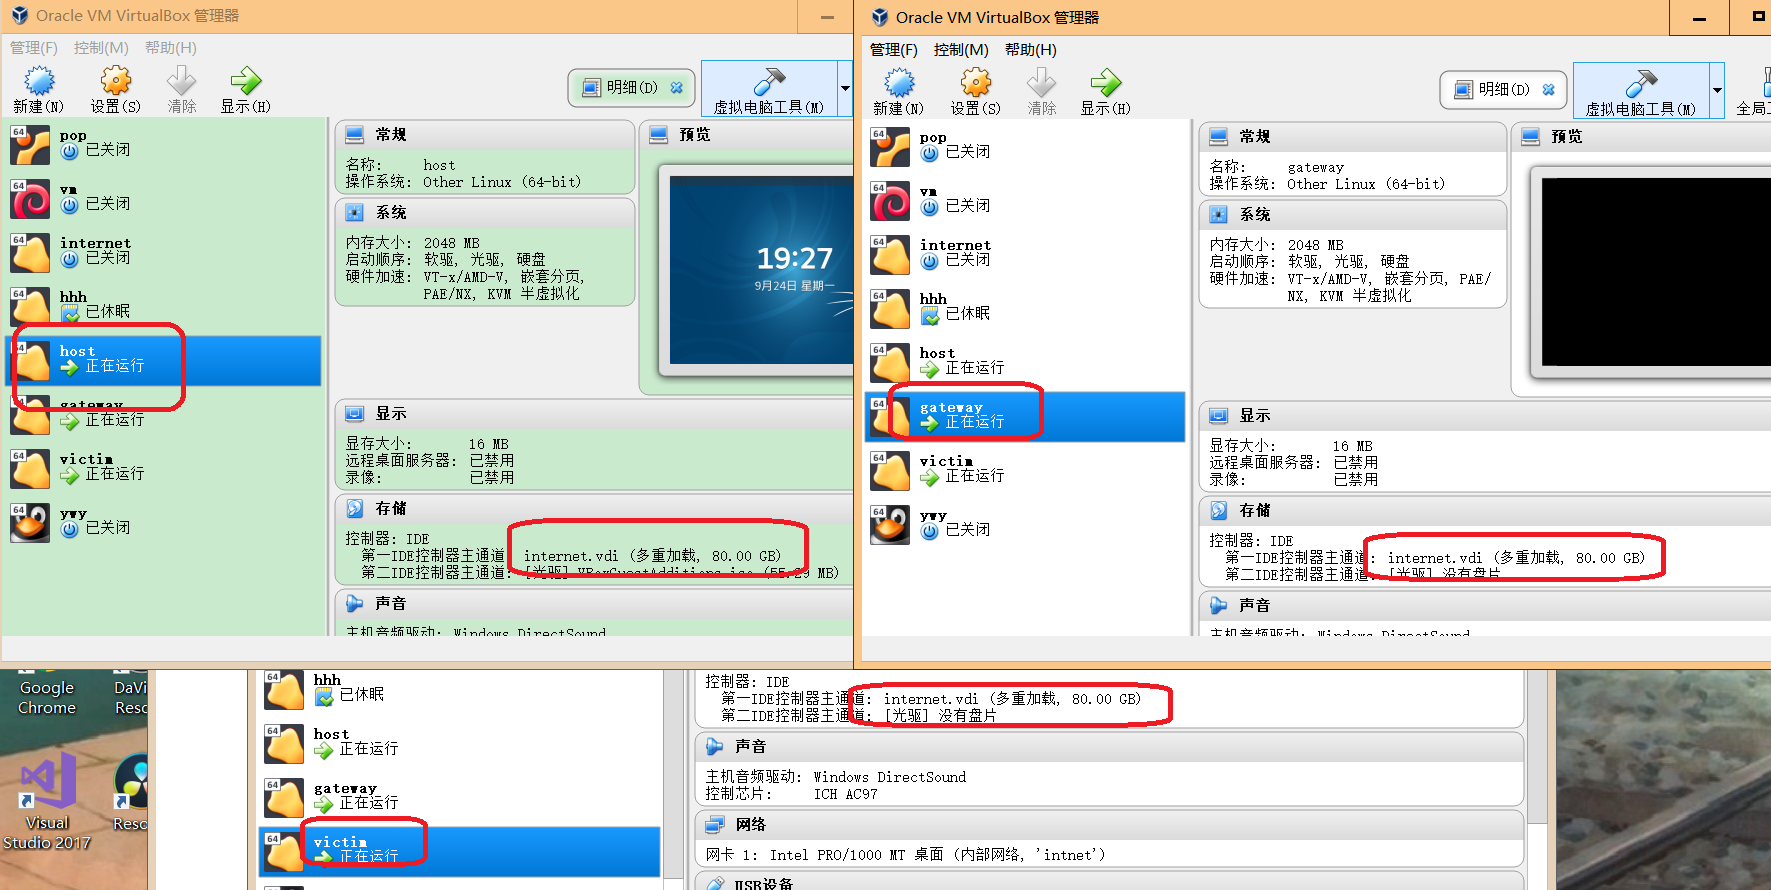 Oracle VM VirtualBox 管理器
管理(F) 控制(M) 帮助(H)
新建(N) 设置(S) 清除 显示(H)
明细(D)
虚拟电脑工具(M)
64
pop
已关闭
64
vm
已关闭
64
internet
已关闭
64
hhh
已休眠
64
host
正在运行
64
gateway
正在运行
64
victim
正在运行
64
ywy
已关闭
常规
名称: host
操作系统: Other Linux (64-bit)
系统
内存大小: 2048 MB
启动顺序: 软驱, 光驱, 硬盘
硬件加速: VT-x/AMD-V, 嵌套分页,
PAE/NX, KVM 半虚拟化
预览
19:27
9月24日 星期一
显示
显存大小: 16 MB
远程桌面服务器: 已禁用
录像: 已禁用
存储
控制器: IDE
第一IDE控制器主通道 internet.vdi (多重加载, 80.00 GB)
第二IDE控制器主通道: [光驱] VBoxGuestAdditions.iso (55.29 MB)
声音
主机音频驱动: Windows DirectSound
Oracle VM VirtualBox 管理器
管理(F) 控制(M) 帮助(H)
新建(N) 设置(S) 清除 显示(H)
明细(D)
虚拟电脑工具(M)
全局
64
pop
已关闭
64
vm
已关闭
64
internet
已关闭
64
hhh
已休眠
64
host
正在运行
64
gateway
正在运行
64
victim
正在运行
64
ywy
已关闭
常规
名称: gateway
操作系统: Other Linux (64-bit)
系统
内存大小: 2048 MB
启动顺序: 软驱, 光驱, 硬盘
硬件加速: VT-x/AMD-V, 嵌套分页, PAE/
NX, KVM 半虚拟化
预览
显示
显存大小: 16 MB
远程桌面服务器: 已禁用
录像: 已禁用
存储
控制器: IDE
第一IDE控制器主通道: internet.vdi (多重加载, 80.00 GB)
第二IDE控制器主通道: [光驱] 没有盘片
声音
主机音频驱动: Windows DirectSound
Google
Chrome
DaVi
Reso
Visual
Studio 2017
Reso
64
hhh
已休眠
64
host
正在运行
64
gateway
正在运行
64
victim
正在运行
64
控制器: IDE
第一IDE控制器主通道: internet.vdi (多重加载, 80.00 GB)
第二IDE控制器主通道: [光驱] 没有盘片
声音
主机音频驱动: Windows DirectSound
控制芯片: ICH AC97
网络
网卡 1: Intel PRO/1000 MT 桌面 (内部网络, 'intnet')
USB设备